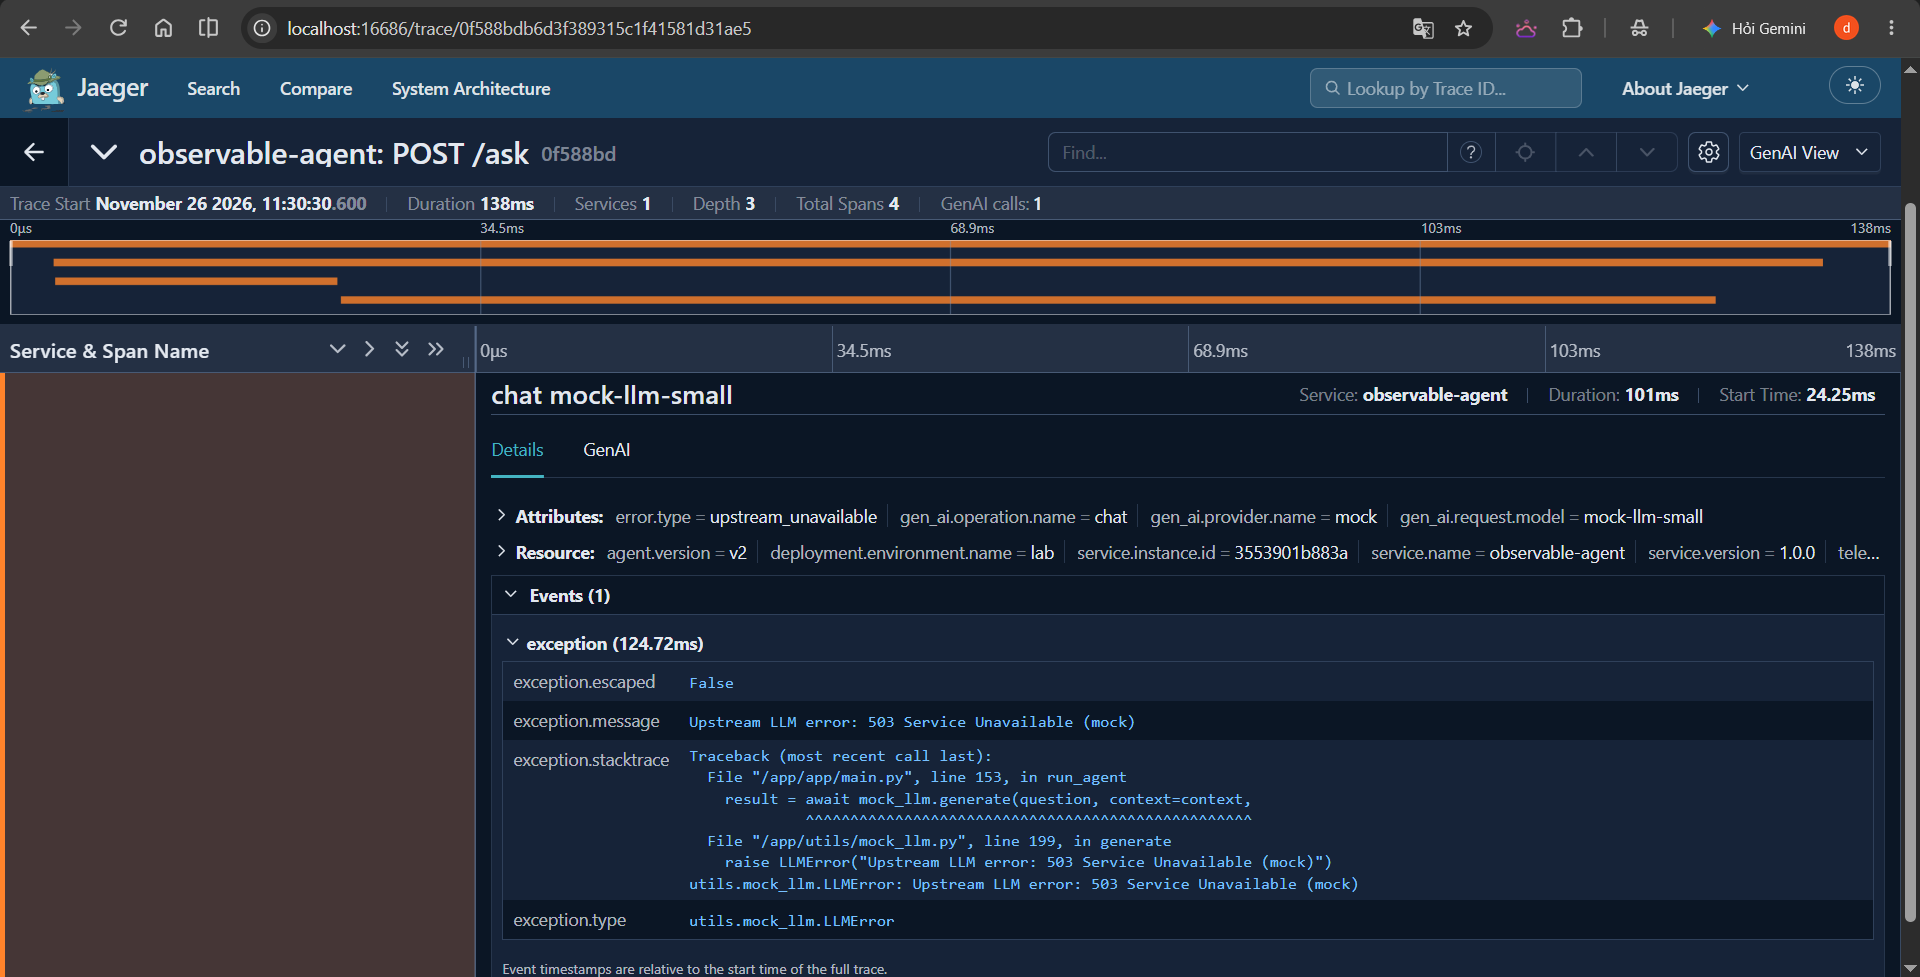 localhost:16686/trace/0f588bdb6d3f389315c1f41581d31ae5
Hỏi Gemini
d
Jaeger
Search
Compare
System Architecture
Lookup by Trace ID...
About Jaeger
observable-agent: POST /ask 0f588bd
Find...
?
GenAI View
Trace Start November 26 2026, 11:30:30.600
Duration 138ms
Services 1
Depth 3
Total Spans 4
GenAI calls: 1
0µs 34.5ms 68.9ms 103ms 138ms
Service & Span Name
0µs 34.5ms 68.9ms 103ms 138ms
chat mock-llm-small
Service: observable-agent
Duration: 101ms
Start Time: 24.25ms
Details
GenAI
Attributes: error.type = upstream_unavailable gen_ai.operation.name = chat gen_ai.provider.name = mock gen_ai.request.model = mock-llm-small
Resource: agent.version = v2 deployment.environment.name = lab service.instance.id = 3553901b883a service.name = observable-agent service.version = 1.0.0 tele...
Events (1)
exception (124.72ms)
exception.escaped False
exception.message Upstream LLM error: 503 Service Unavailable (mock)
exception.stacktrace Traceback (most recent call last):
File "/app/app/main.py", line 153, in run_agent
result = await mock_llm.generate(question, context=context,
^^^^^^^^^^^^^^^^^^^^^^^^^^^^^^^^^^^^^^^^^^^^^^^^^^
File "/app/utils/mock_llm.py", line 199, in generate
raise LLMError("Upstream LLM error: 503 Service Unavailable (mock)")
utils.mock_llm.LLMError: Upstream LLM error: 503 Service Unavailable (mock)
exception.type utils.mock_llm.LLMError
Event timestamps are relative to the start time of the full trace.